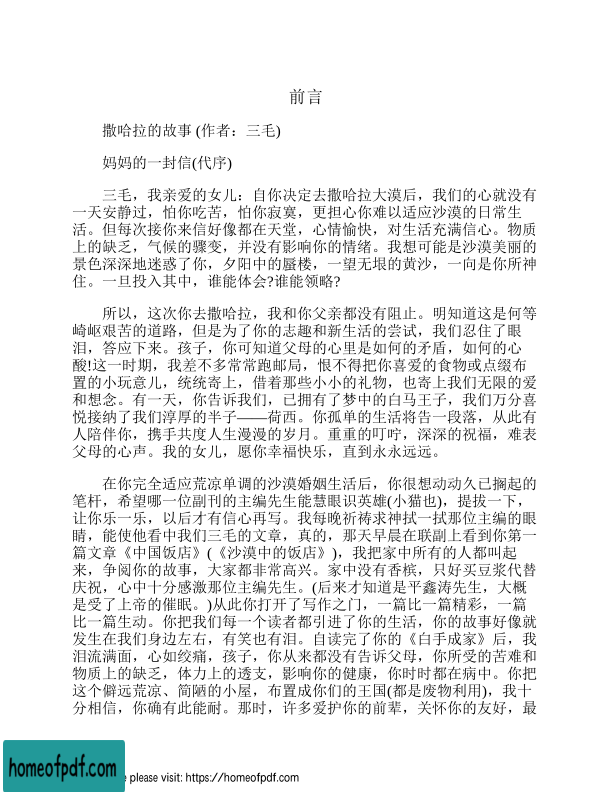 前言
撒哈拉的故事 (作者：三毛)
妈妈的一封信(代序)
三毛，我亲爱的女儿：自你决定去撒哈拉大漠后，我们的心就没有
一天安静过，怕你吃苦，怕你寂寞，更担心你难以适应沙漠的日常生
活。但每次接你来信好像都在天堂，心情愉快，对生活充满信心。物质
上的缺乏，气候的骤变，并没有影响你的情绪。我想可能是沙漠美丽的
景色深深地迷惑了你，夕阳中的蜃楼，一望无垠的黄沙，一向是你所神
住。一旦投入其中，谁能体会?谁能领略?
所以，这次你去撒哈拉，我和你父亲都没有阻止。明知道这是何等
崎岖艰苦的道路，但是为了你的志趣和新生活的尝试，我们忍住了眼
泪，答应下来。孩子，你可知道父母的心里是如何的矛盾，如何的心
酸!这一时期，我差不多常常跑邮局，恨不得把你喜爱的食物或点缀布
置的小玩意儿，统统寄上，借着那些小小的礼物，也寄上我们无限的爱
和想念。有一天，你告诉我们，已拥有了梦中的白马王子，我们万分喜
悦接纳了我们淳厚的半子——荷西。你孤单的生活将告一段落，从此有
人陪伴你，携手共度人生漫漫的岁月。重重的叮咛，深深的祝福，难表
父母的心声。我的女儿，愿你幸福快乐，直到永永远远。
在你完全适应荒凉单调的沙漠婚姻生活后，你很想动动久已搁起的
笔杆，希望哪一位副刊的主编先生能慧眼识英雄(小猫也)，提拔一下，
让你乐一乐，以后才有信心再写。我每晚祈祷求神拭一拭那位主编的眼
睛，能使他看中我们三毛的文章，真的，那天早晨在联副上看到你第一
篇文章《中国饭店》(《沙漠中的饭店》)，我把家中所有的人都叫起
来，争阅你的故事，大家都非常高兴。家中没有香槟，只好买豆浆代替
庆祝，心中十分感激那位主编先生。(后来才知道是平鑫涛先生，大概
是受了上帝的催眠。)从此你打开了写作之门，一篇比一篇精彩，一篇
比一篇生动。你把我们每一个读者都引进了你的生活，你的故事好像就
发生在我们身边左右，有笑也有泪。自读完了你的《白手成家》后，我
泪流满面，心如绞痛，孩子，你从来都没有告诉父母，你所受的苦难和
物质上的缺乏，体力上的透支，影响你的健康，你时时都在病中。你把
这个僻远荒凉、简陋的小屋，布置成你们的王国(都是废物利用)，我十
分相信，你确有此能耐。那时，许多爱护你的前辈，关怀你的友好，最
homeofpdf.com
e please visit: https://homeofpdf.com